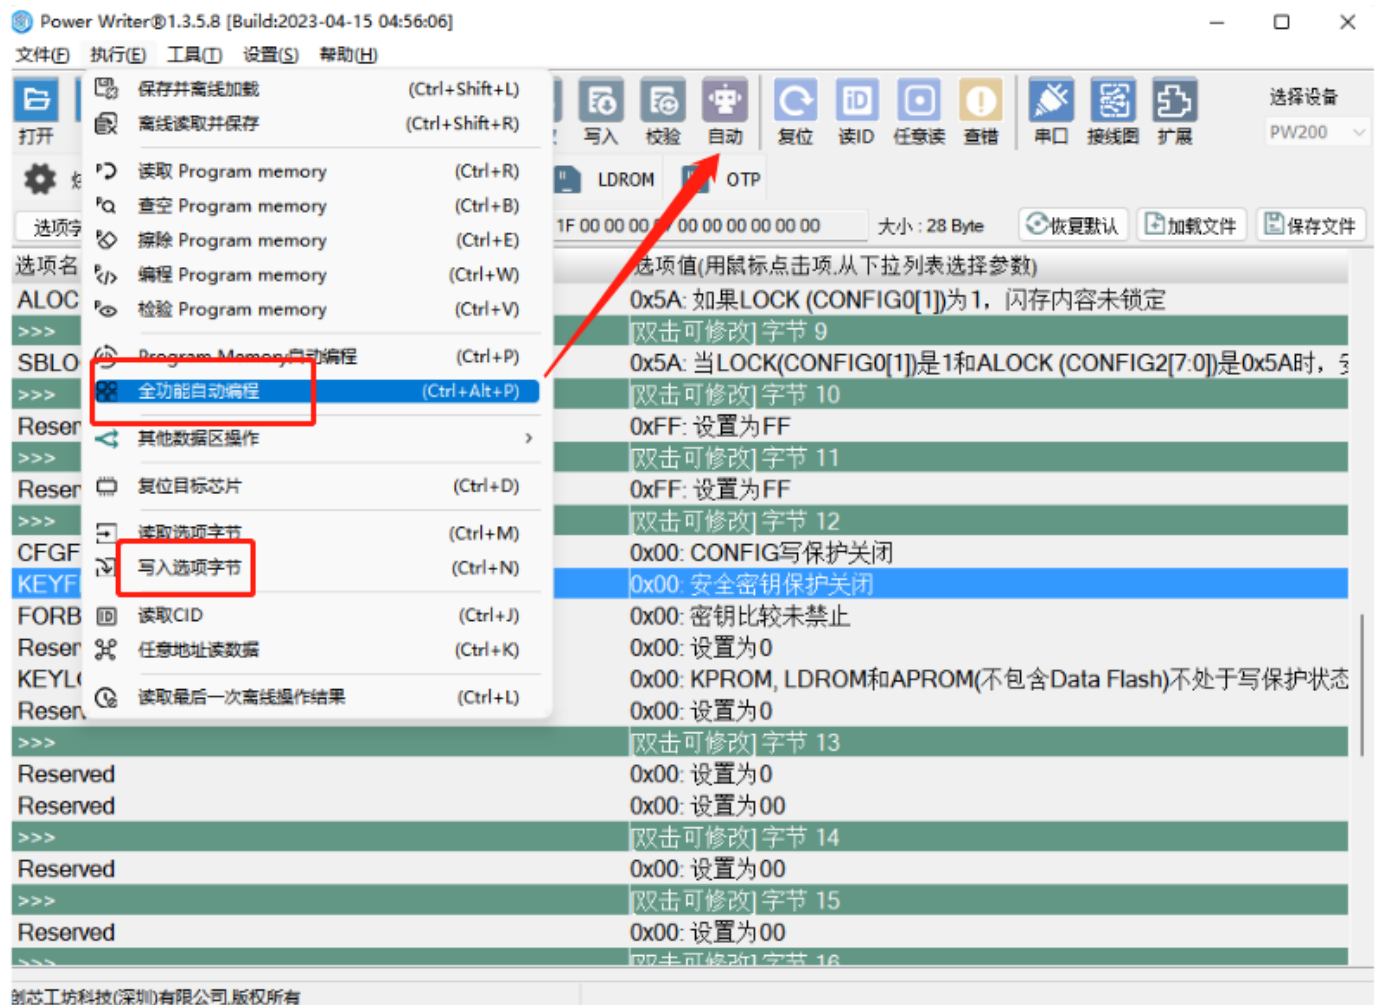 Power Writer®1.3.5.8 [Build:2023-04-15 04:56:06]
文件(F) 执行(E) 工具(T) 设置(S) 帮助(H)
保存并离线加载 (Ctrl+Shift+L)
离线读取并保存 (Ctrl+Shift+R)
读取 Program memory (Ctrl+R)
查空 Program memory (Ctrl+B)
擦除 Program memory (Ctrl+E)
编程 Program memory (Ctrl+W)
检验 Program memory (Ctrl+V)
Program Memory自动编程 (Ctrl+P)
全功能自动编程 (Ctrl+Alt+P)
其他数据区操作
复位目标芯片 (Ctrl+D)
读取选项字节 (Ctrl+M)
写入选项字节 (Ctrl+N)
读取CID (Ctrl+J)
任意地址读数据 (Ctrl+K)
读取最后一次离线操作结果 (Ctrl+L)
打开 写入 校验 自动 复位 读ID 任意读 查错 串口 接线图 扩展
选择设备
PW200
LDROM OTP
选项字 1F 00 00 00 00 00 00 00 00 大小 : 28 Byte 恢复默认 加载文件 保存文件
选项名 选项值(用鼠标点击项,从下拉列表选择参数)
ALOC 0x5A: 如果LOCK (CONFIG0[1])为1，闪存内容未锁定
>>> [双击可修改] 字节 9
SBLO 0x5A: 当LOCK(CONFIG0[1])是1和ALOCK (CONFIG2[7:0])是0x5A时，
>>> [双击可修改] 字节 10
Reser 0xFF: 设置为FF
>>> [双击可修改] 字节 11
Reser 0xFF: 设置为FF
>>> [双击可修改] 字节 12
CFGF 0x00: CONFIG写保护关闭
KEYF 0x00: 安全密钥保护关闭
FORB 0x00: 密钥比较未禁止
Reser 0x00: 设置为0
KEYL 0x00: KPROM, LDROM和APROM(不包含Data Flash)不处于写保护状态
Reser 0x00: 设置为0
>>> [双击可修改] 字节 13
Reserved 0x00: 设置为0
Reserved 0x00: 设置为00
>>> [双击可修改] 字节 14
Reserved 0x00: 设置为00
>>> [双击可修改] 字节 15
Reserved 0x00: 设置为00
>>> [双击可修改] 字节 16
创芯工坊科技(深圳)有限公司,版权所有